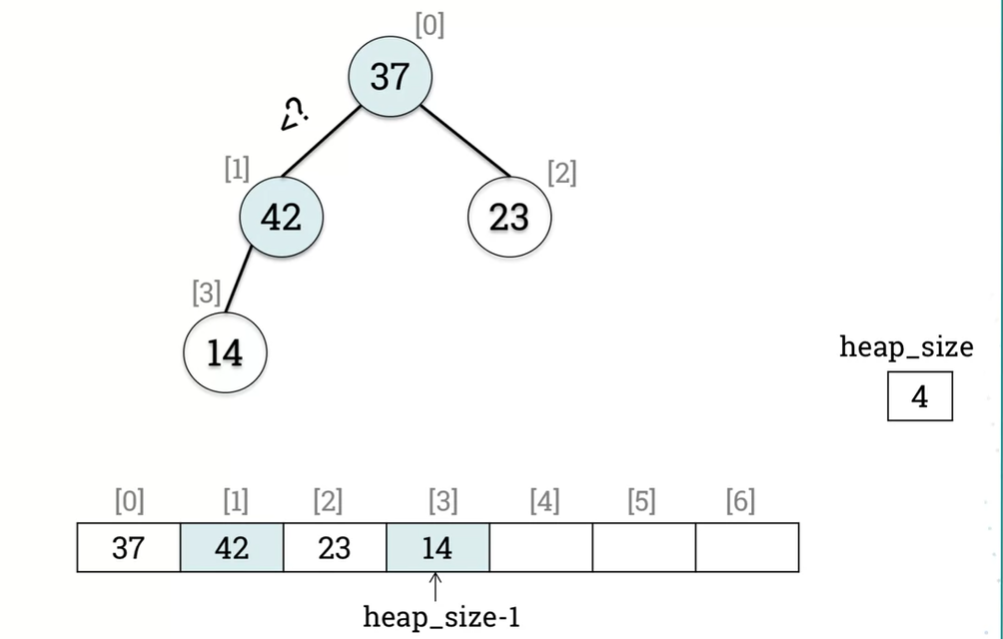 [0]
37
<?
[1]
[2]
42
23
[3]
14
heap_size
4
[0] [1] [2] [3] [4] [5] [6]
37 42 23 14
heap_size-1